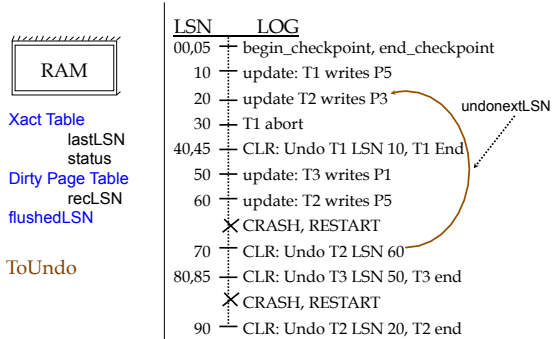 RAM
Xact Table
lastLSN
status
Dirty Page Table
recLSN
flushedLSN
ToUndo
LSN LOG
00,05 begin_checkpoint, end_checkpoint
10 update: T1 writes P5
20 update T2 writes P3
30 T1 abort
40,45 CLR: Undo T1 LSN 10, T1 End
50 update: T3 writes P1
60 update: T2 writes P5
CRASH, RESTART
70 CLR: Undo T2 LSN 60
80,85 CLR: Undo T3 LSN 50, T3 end
CRASH, RESTART
90 CLR: Undo T2 LSN 20, T2 end
undonextLSN